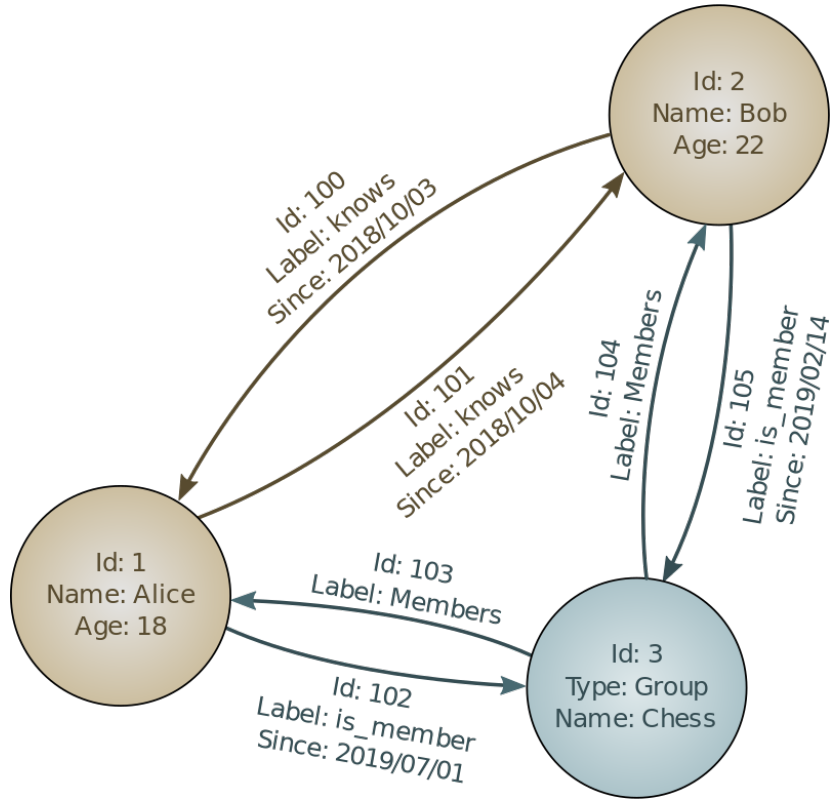 Id: 2
Name: Bob
Age: 22
Id: 100
Label: knows
Since: 2018/10/03
Id: 101
Label: knows
Since: 2018/10/04
Id: 104
Label: Members
Id: 105
Label: is_member
Since: 2019/02/14
Id: 1
Name: Alice
Age: 18
Id: 103
Label: Members
Id: 102
Label: is_member
Since: 2019/07/01
Id: 3
Type: Group
Name: Chess